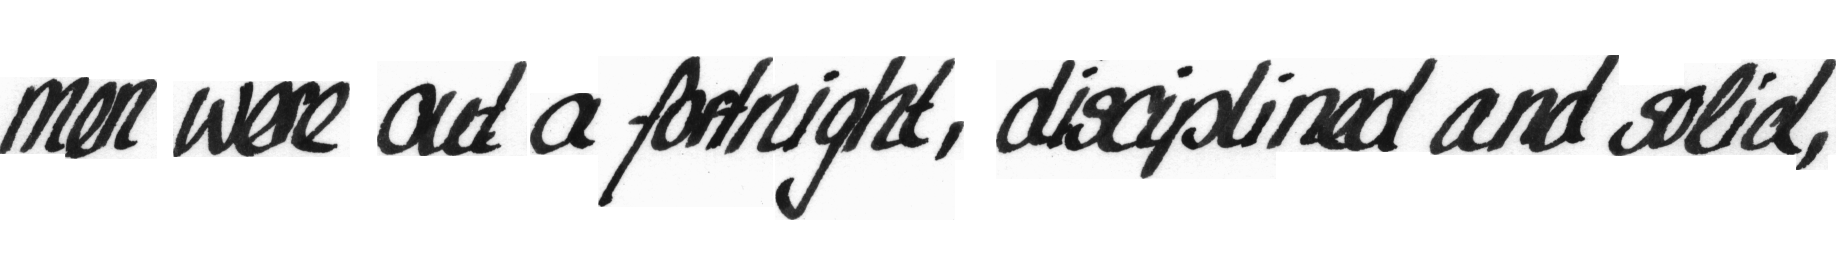 men were out a fortnight, disciplined and solid,